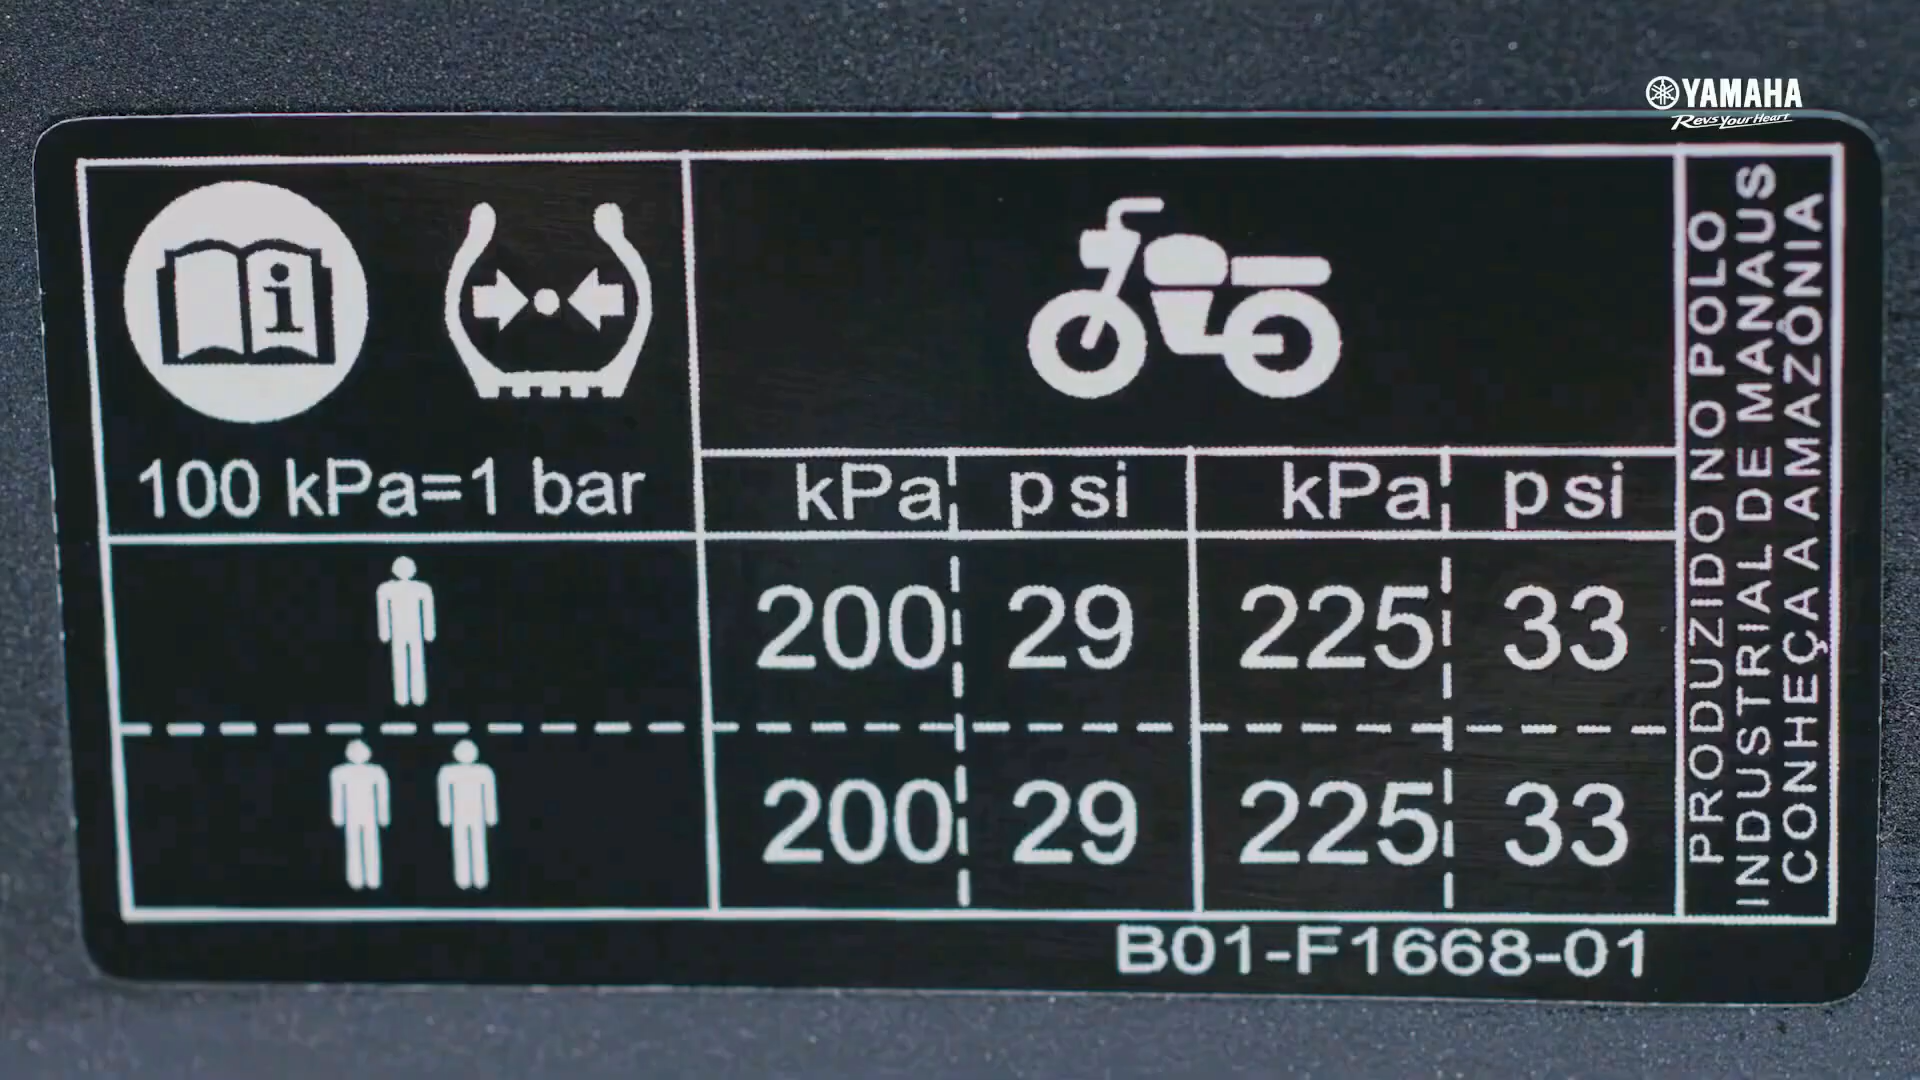 YAMAHA
Revs Your Heart
i
100 kPa=1 bar
kPa psi kPa psi
200 29 225 33
200 29 225 33
PRODUZIDO NO POLO
INDUSTRIAL DE MANAUS
CONHEÇA A AMAZÔNIA
B01-F1668-01